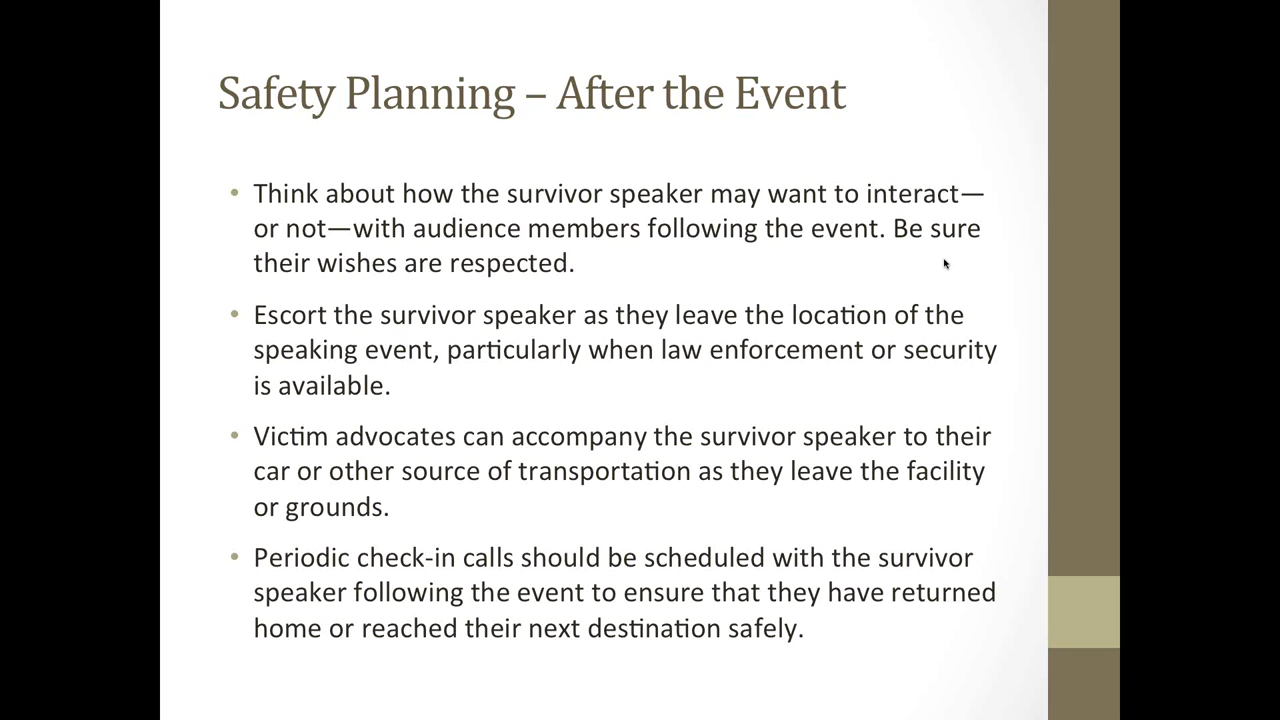 Safety Planning – After the Event
• Think about how the survivor speaker may want to interact—
or not—with audience members following the event. Be sure
their wishes are respected.
• Escort the survivor speaker as they leave the location of the
speaking event, particularly when law enforcement or security
is available.
• Victim advocates can accompany the survivor speaker to their
car or other source of transportation as they leave the facility
or grounds.
• Periodic check-in calls should be scheduled with the survivor
speaker following the event to ensure that they have returned
home or reached their next destination safely.